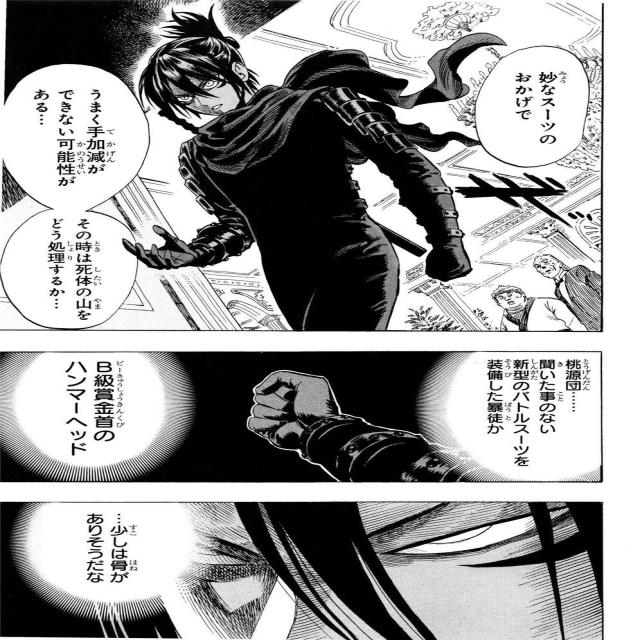 妙なスーツの
おかげで
うまく手加減が
できない可能性が
ある…
その時は死体の山を
どう処理するか…
桃源団……
聞いた事のない
新型のバトルスーツを
装備した暴徒か
B級賞金首の
ハンマーヘッド
…少しは骨が
ありそうだな